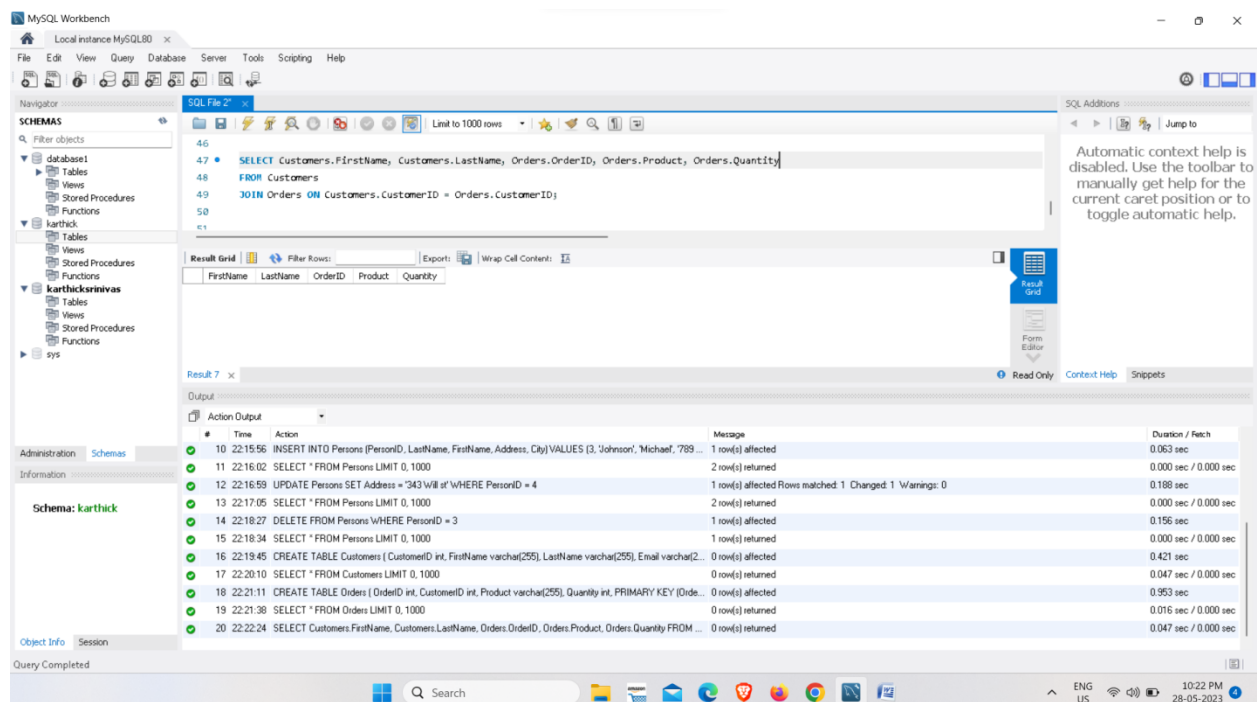 MySQL Workbench
Local instance MySQL80 ×
File Edit View Query Database Server Tools Scripting Help
Navigator
SCHEMAS
Filter objects
database1
Tables
Views
Stored Procedures
Functions
karthick
Tables
Views
Stored Procedures
Functions
karthicksrinivas
Tables
Views
Stored Procedures
Functions
sys
Administration Schemas
Information
Schema: karthick
Object Info Session
SQL File 2* ×
Limit to 1000 rows
46
47 SELECT Customers.FirstName, Customers.LastName, Orders.OrderID, Orders.Product, Orders.Quantity
48 FROM Customers
49 JOIN Orders ON Customers.CustomerID = Orders.CustomerID;
50
51
Result Grid Filter Rows: Export: Wrap Cell Content:
FirstName LastName OrderID Product Quantity
Result Grid
Form Editor
Result 7 × Read Only
SQL Additions
Jump to
Automatic context help is
disabled. Use the toolbar to
manually get help for the
current caret position or to
toggle automatic help.
Context Help Snippets
Output
Action Output
# Time Action Message Duration / Fetch
10 22:15:56 INSERT INTO Persons (PersonID, LastName, FirstName, Address, City) VALUES (3, 'Johnson', 'Michael', '789 ... 1 row(s) affected 0.063 sec
11 22:16:02 SELECT * FROM Persons LIMIT 0, 1000 2 row(s) returned 0.000 sec / 0.000 sec
12 22:16:59 UPDATE Persons SET Address = '343 Will st' WHERE PersonID = 4 1 row(s) affected Rows matched: 1 Changed: 1 Warnings: 0 0.188 sec
13 22:17:05 SELECT * FROM Persons LIMIT 0, 1000 2 row(s) returned 0.000 sec / 0.000 sec
14 22:18:27 DELETE FROM Persons WHERE PersonID = 3 1 row(s) affected 0.156 sec
15 22:18:34 SELECT * FROM Persons LIMIT 0, 1000 1 row(s) returned 0.000 sec / 0.000 sec
16 22:19:45 CREATE TABLE Customers ( CustomerID int, FirstName varchar(255), LastName varchar(255), Email varchar(2... 0 row(s) affected 0.421 sec
17 22:20:10 SELECT * FROM Customers LIMIT 0, 1000 0 row(s) returned 0.047 sec / 0.000 sec
18 22:21:11 CREATE TABLE Orders ( OrderID int, CustomerID int, Product varchar(255), Quantity int, PRIMARY KEY (Orde... 0 row(s) affected 0.953 sec
19 22:21:38 SELECT * FROM Orders LIMIT 0, 1000 0 row(s) returned 0.016 sec / 0.000 sec
20 22:22:24 SELECT Customers.FirstName, Customers.LastName, Orders.OrderID, Orders.Product, Orders.Quantity FROM ... 0 row(s) returned 0.047 sec / 0.000 sec
Query Completed
Search
ENG
US
10:22 PM
28-05-2023
4